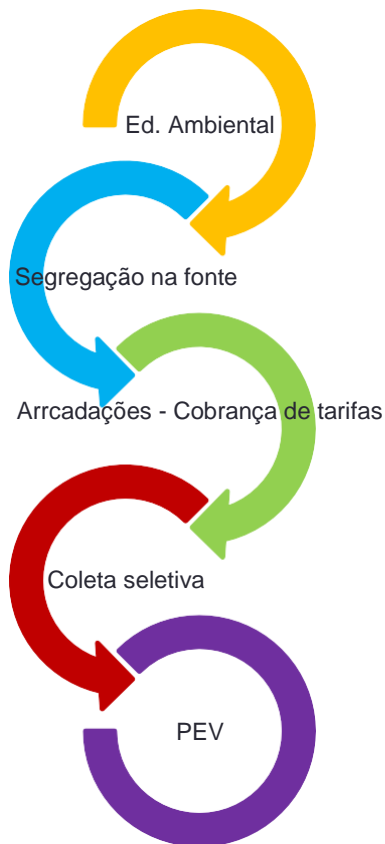 Ed. Ambiental
Segregação na fonte
Arrcadações - Cobrança de tarifas
Coleta seletiva
PEV